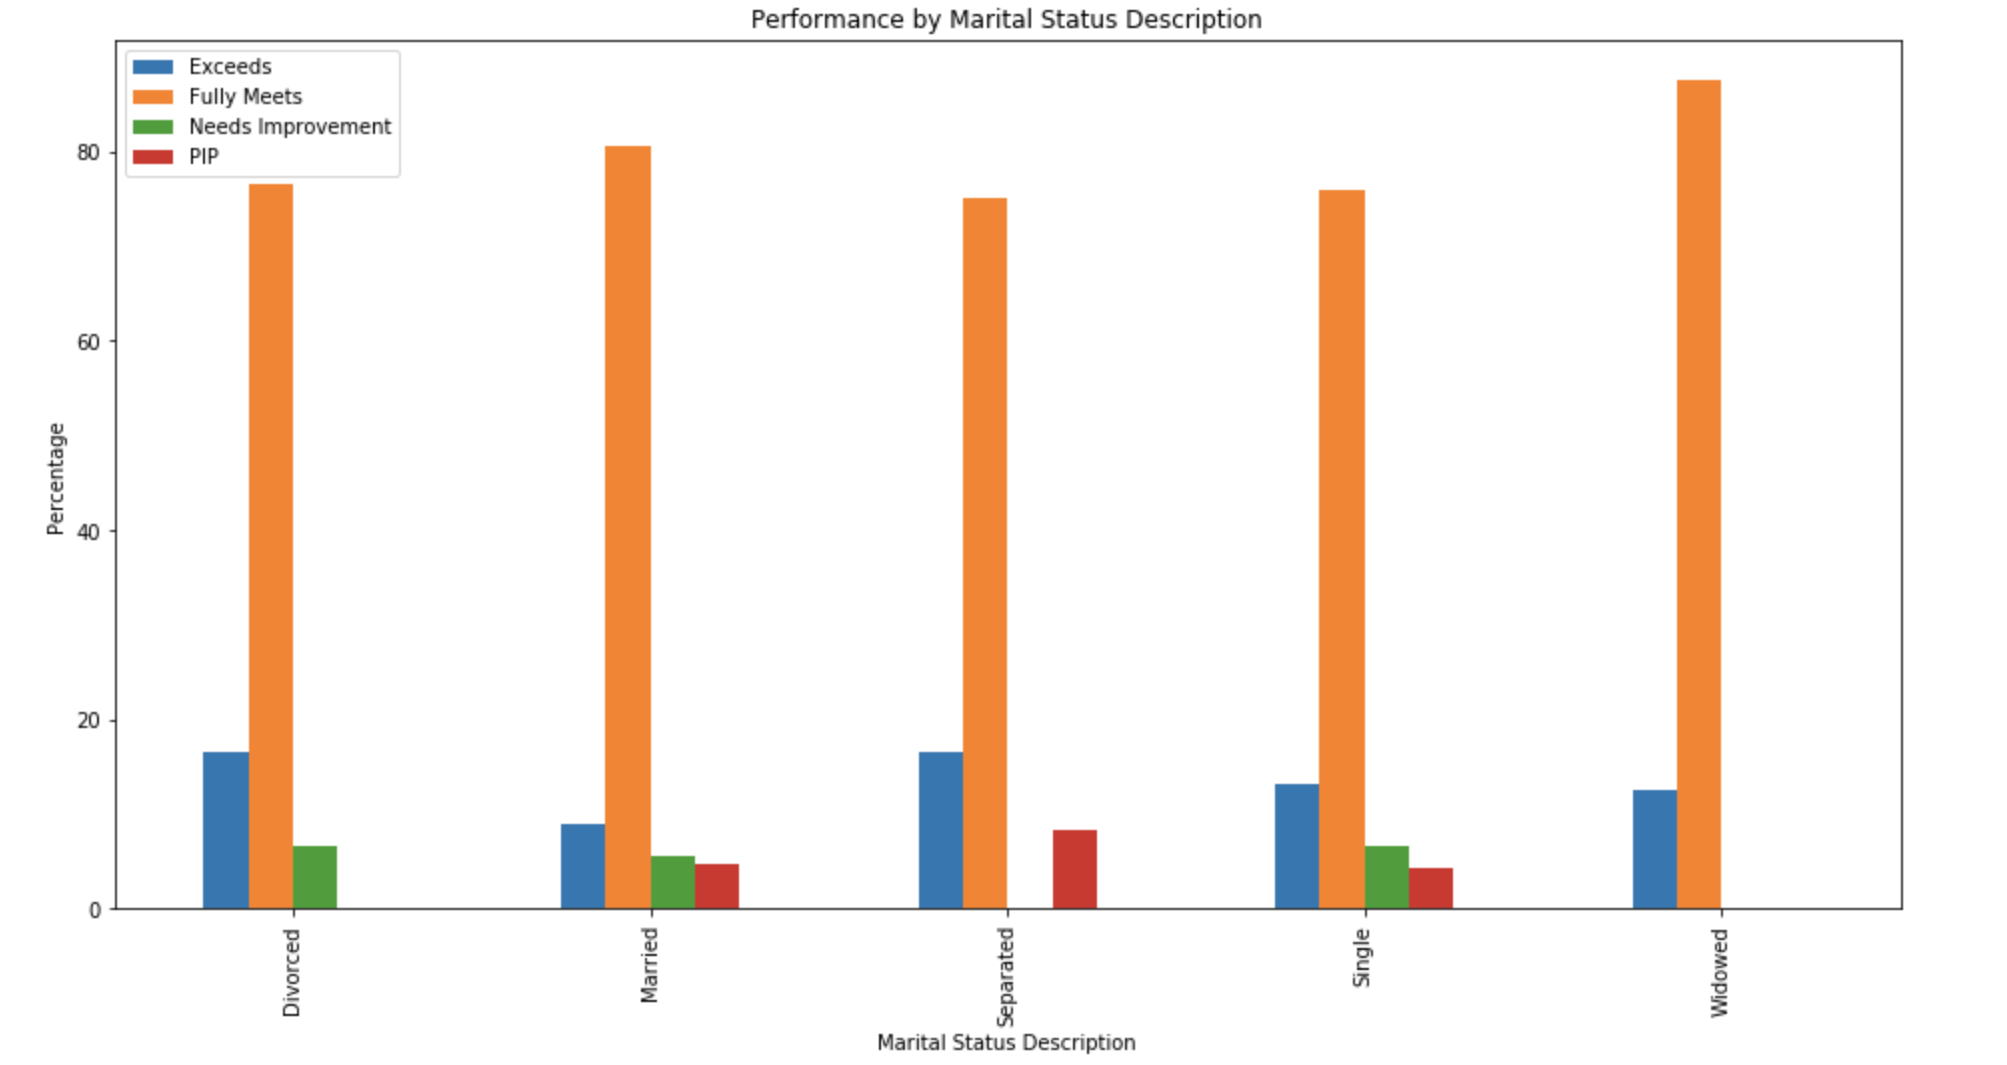 Performance by Marital Status Description
Exceeds
Fully Meets
Needs Improvement
PIP
80
60
40
20
0
Percentage
Divorced
Married
Separated
Single
Widowed
Marital Status Description